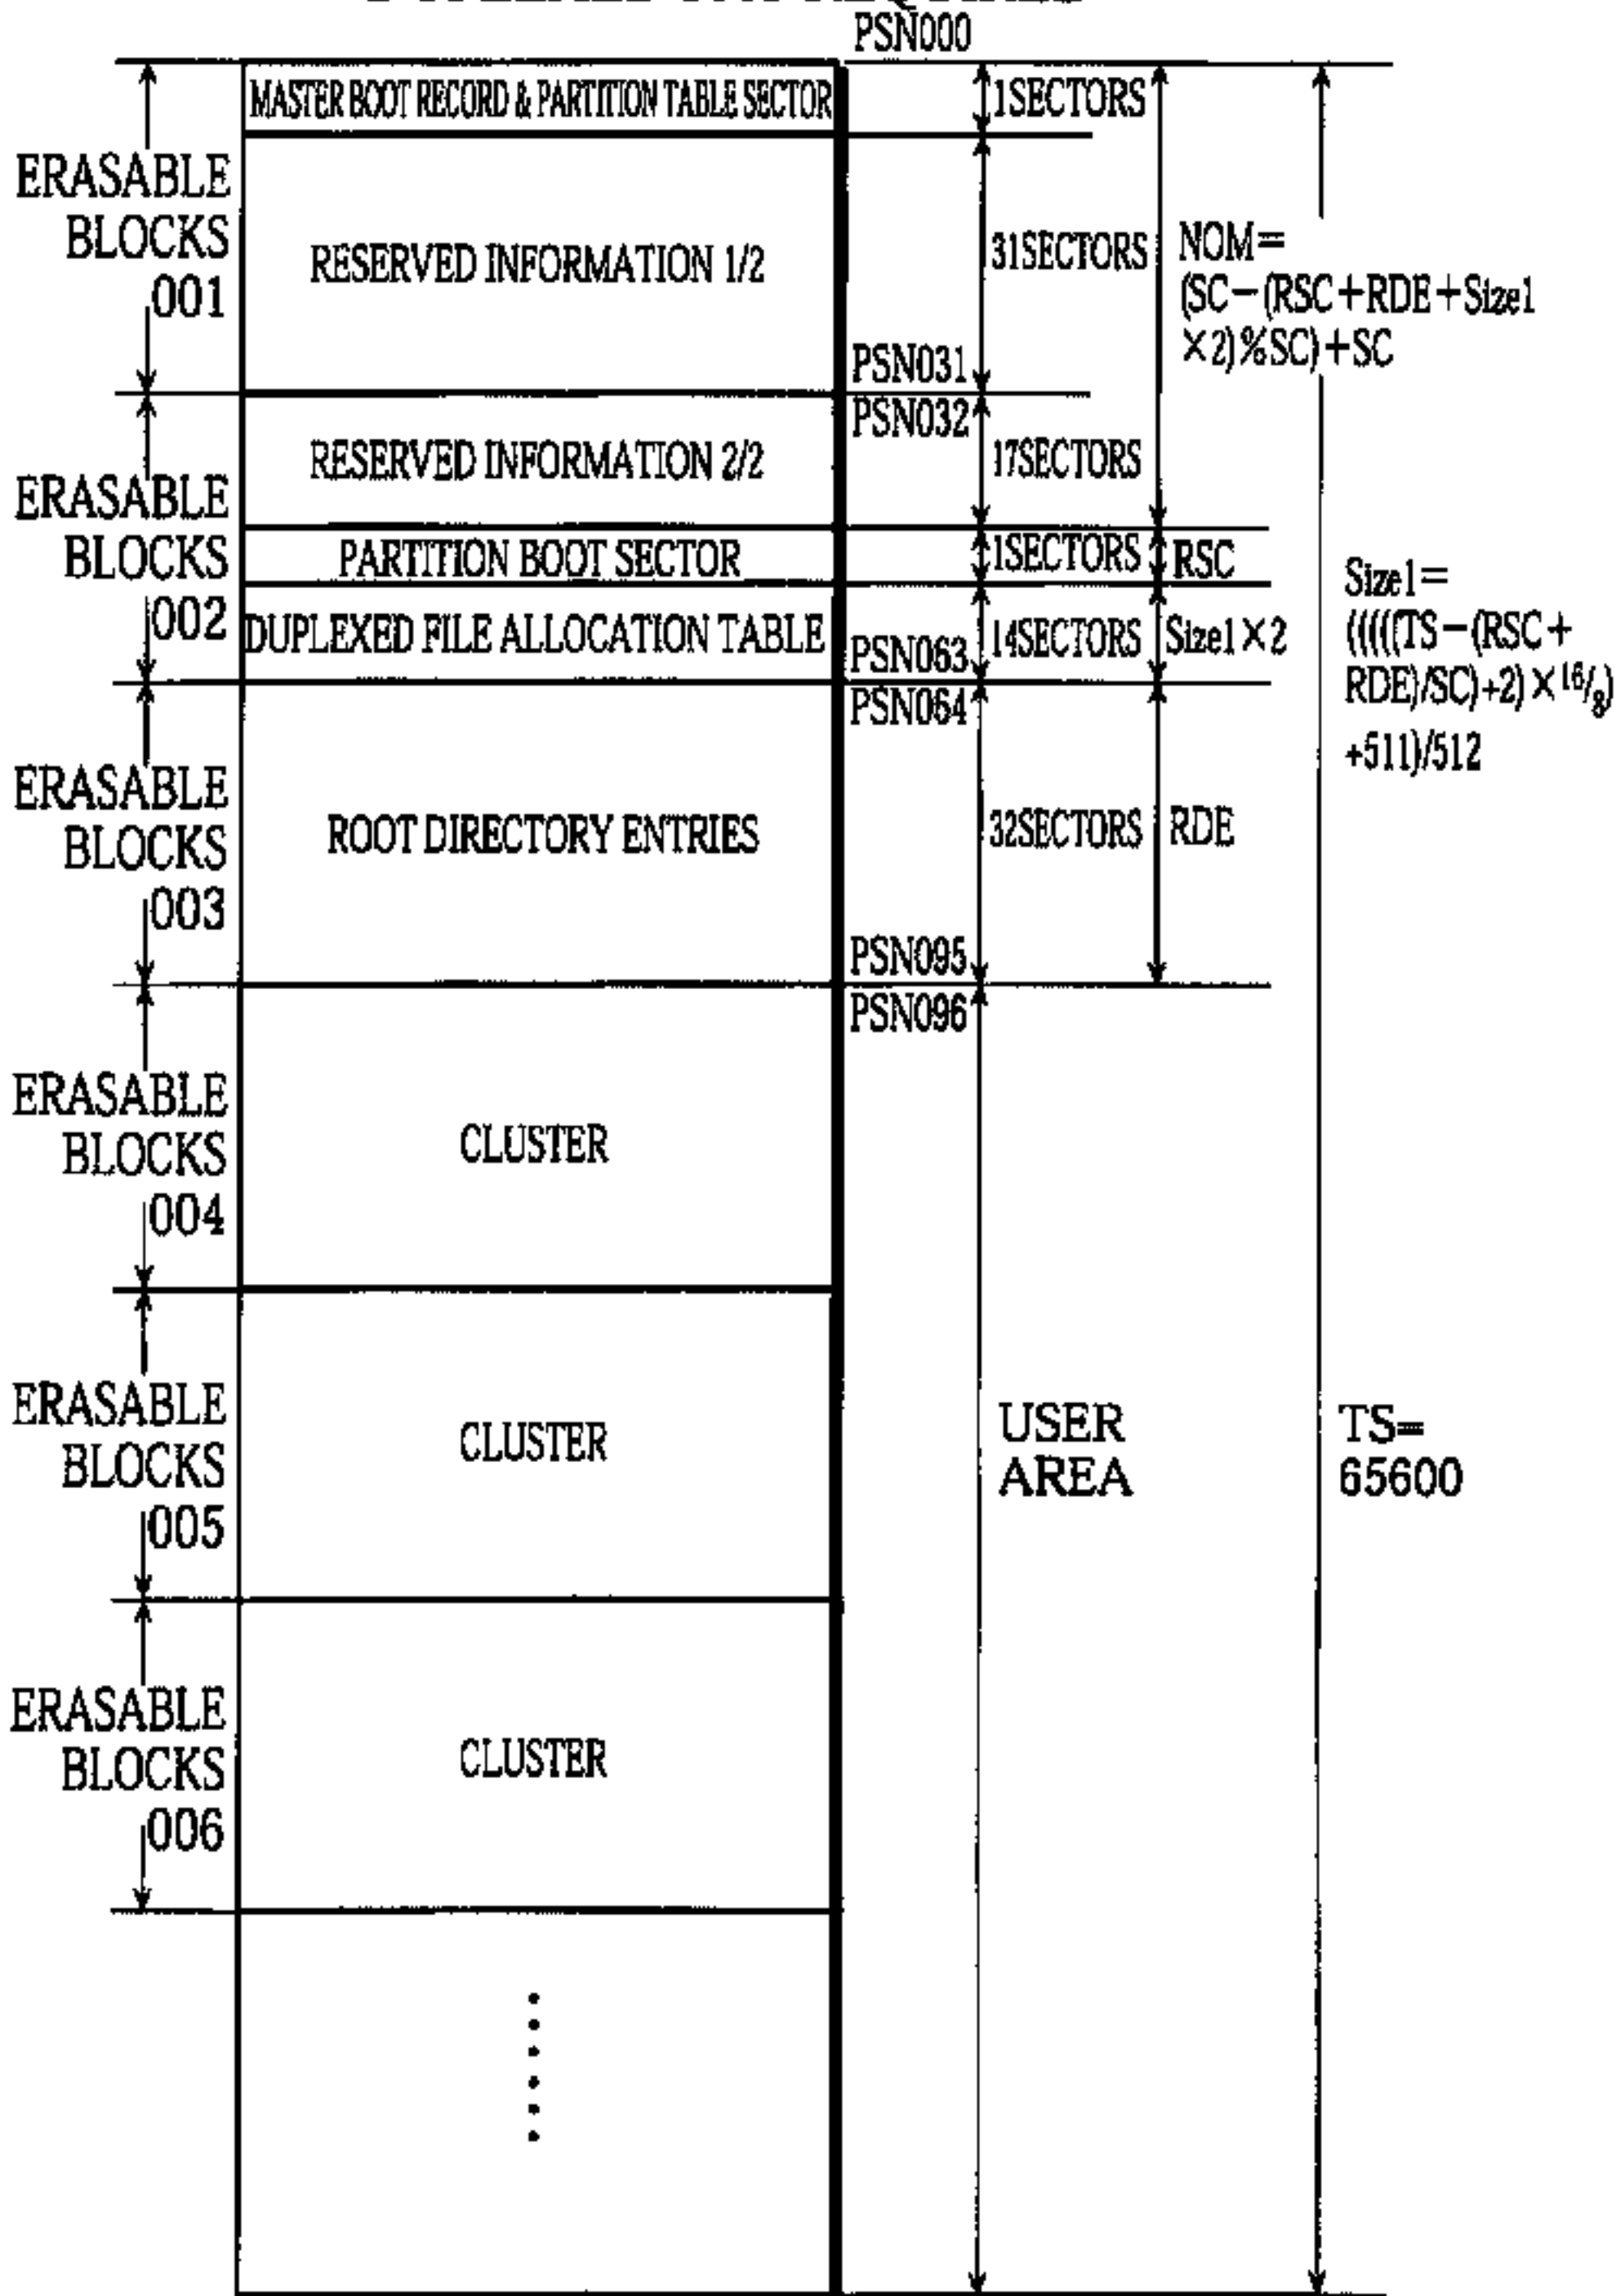 PSN000
MASTER BOOT RECORD & PARTITION TABLE SECTOR
1SECTORS
ERASABLE
BLOCKS
001
RESERVED INFORMATION 1/2
31SECTORS
NOM=
(SC-(RSC+RDE+Size1
×2)%SC)+SC
PSN031
PSN032
RESERVED INFORMATION 2/2
17SECTORS
ERASABLE
BLOCKS
002
PARTITION BOOT SECTOR
1SECTORS
RSC
DUPLEXED FILE ALLOCATION TABLE
PSN063
14SECTORS
Size1×2
Size1=
(((((TS-(RSC+
RDE)/SC)+2)×16/8)
+511)/512
PSN064
ERASABLE
BLOCKS
003
ROOT DIRECTORY ENTRIES
32SECTORS
RDE
PSN095
PSN096
ERASABLE
BLOCKS
004
CLUSTER
ERASABLE
BLOCKS
005
CLUSTER
USER
AREA
TS=
65600
ERASABLE
BLOCKS
006
CLUSTER